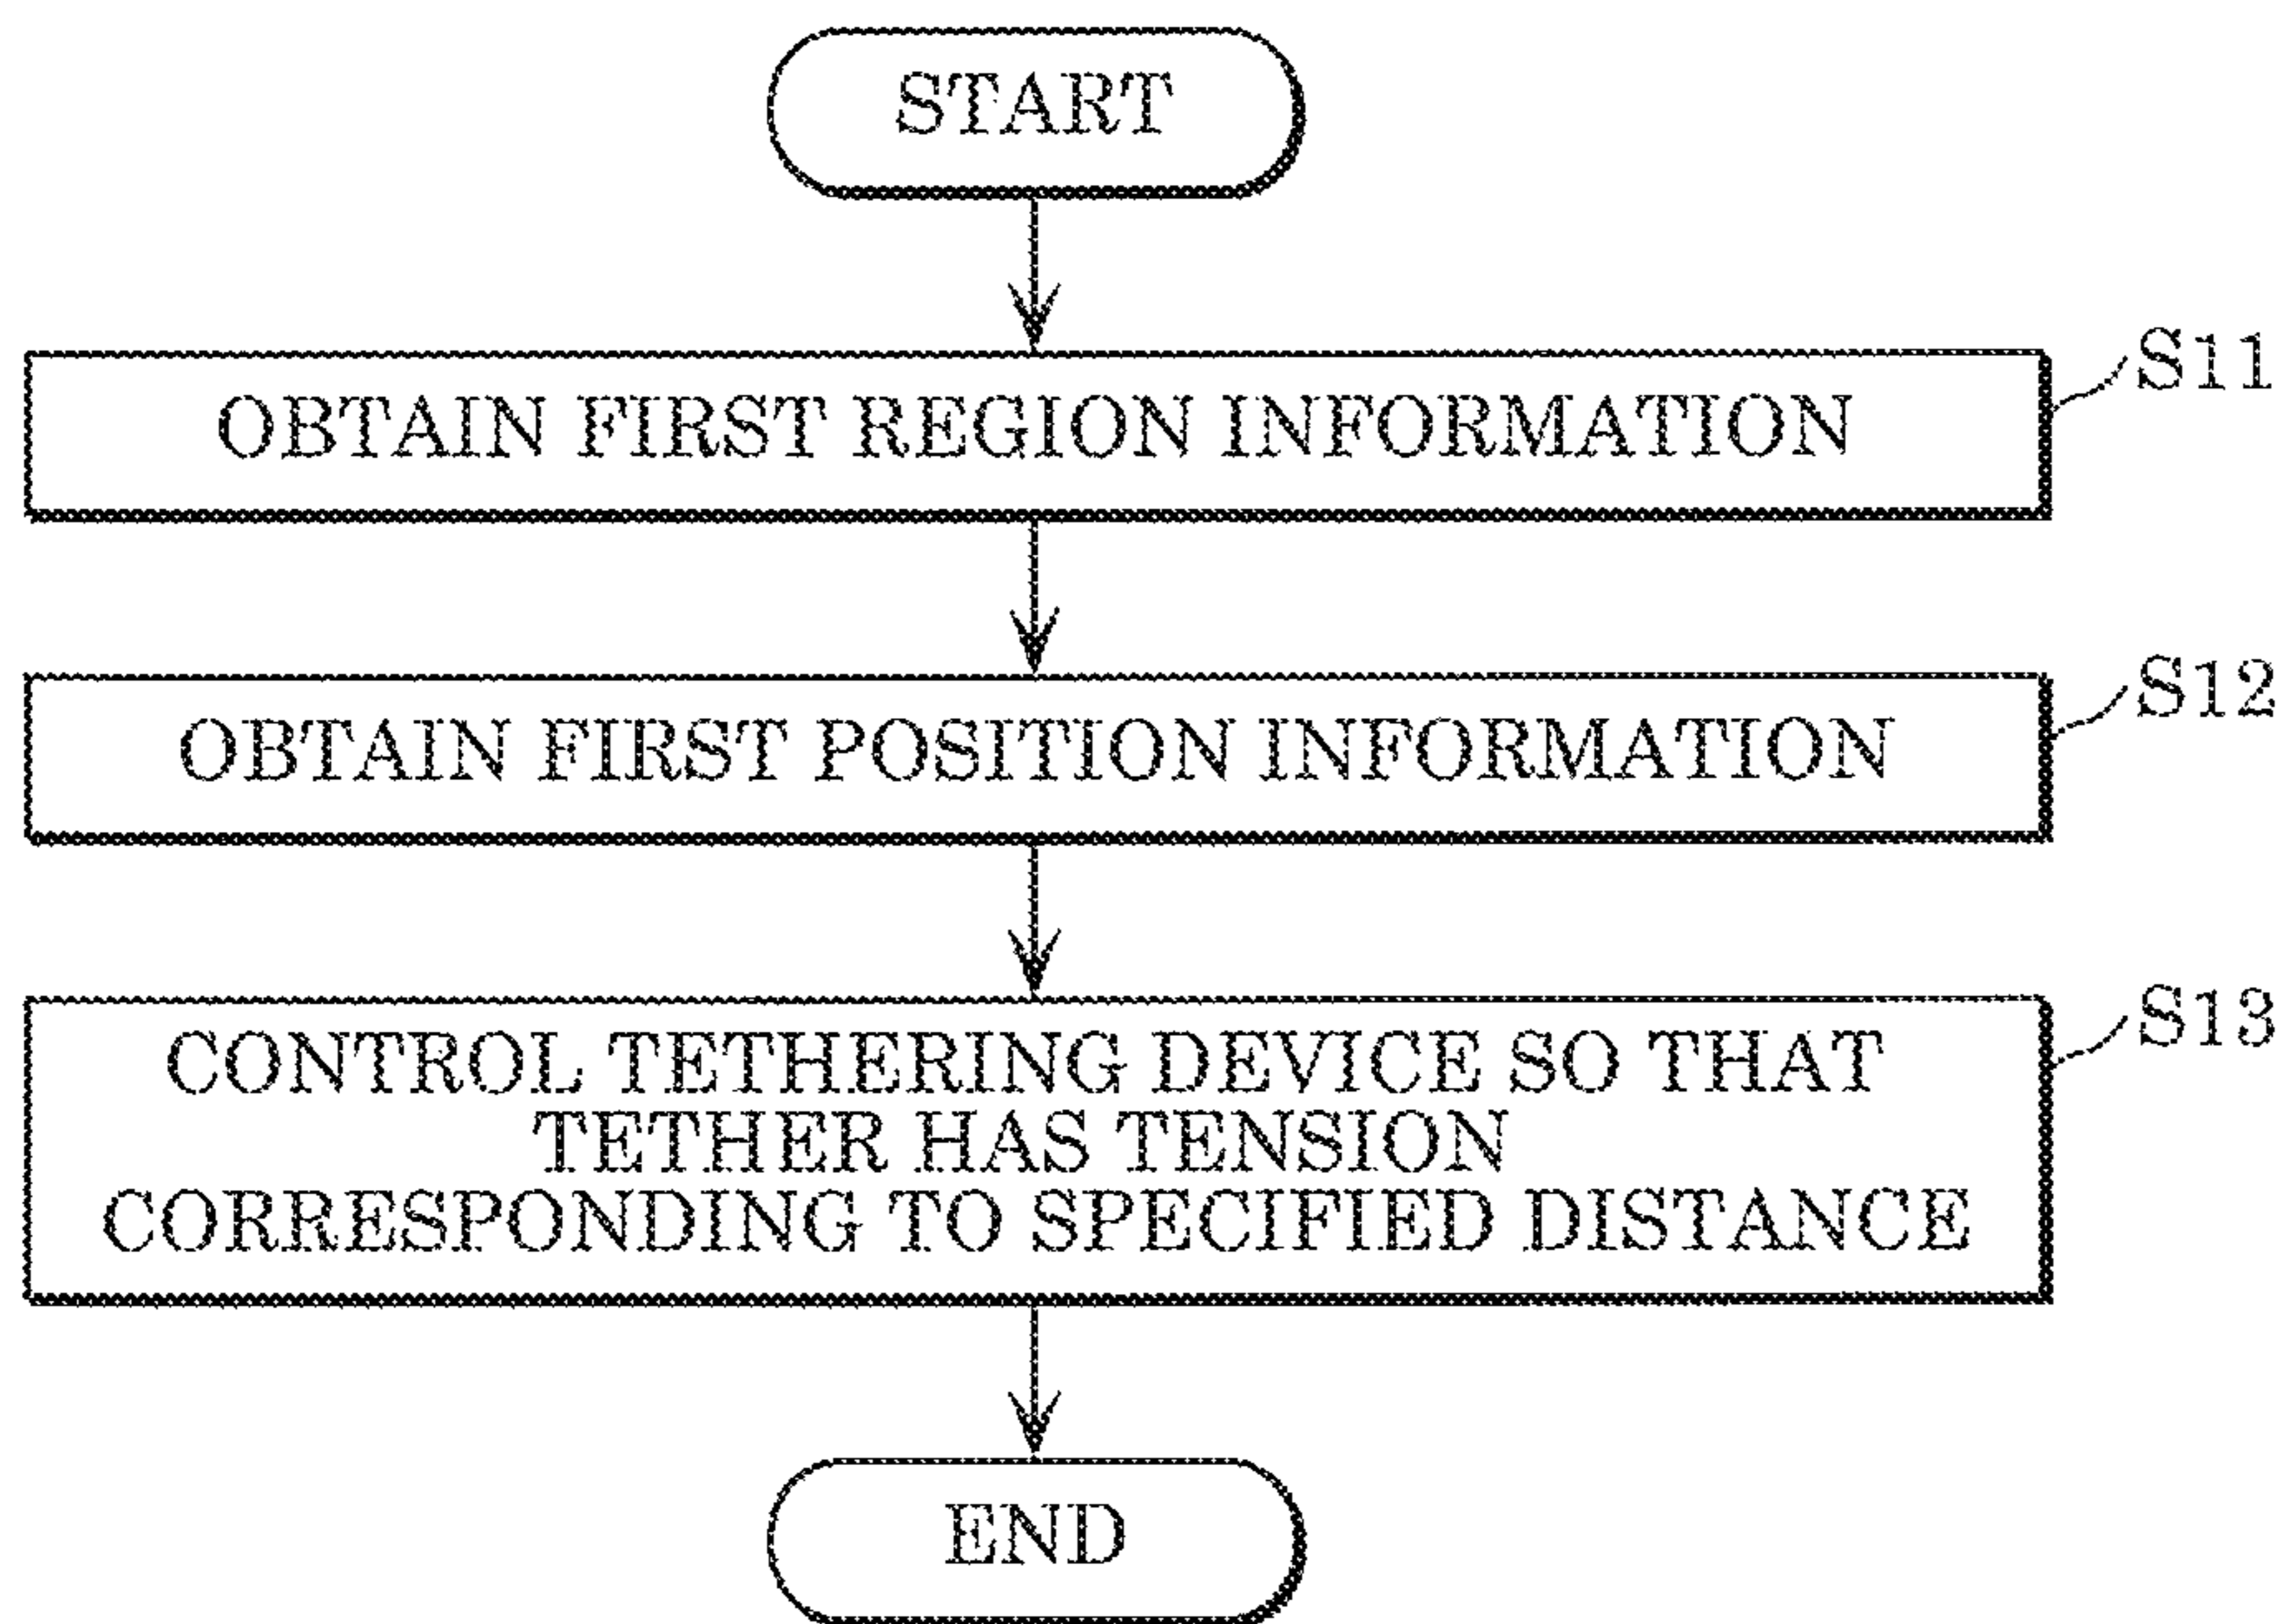 START
OBTAIN FIRST REGION INFORMATION
S11
OBTAIN FIRST POSITION INFORMATION
S12
CONTROL TETHERING DEVICE SO THAT
TETHER HAS TENSION
CORRESPONDING TO SPECIFIED DISTANCE
S13
END